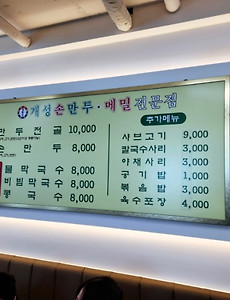 개성손만두·메밀전문점
만두전골 10,000
손만두 8,000
물막국수 8,000
비빔막국수 8,000
콩국수 8,000
추가메뉴
샤브고기 9,000
칼국수사리 3,000
야채사리 3,000
공기밥 1,000
볶음밥 3,000
육수포장 4,000